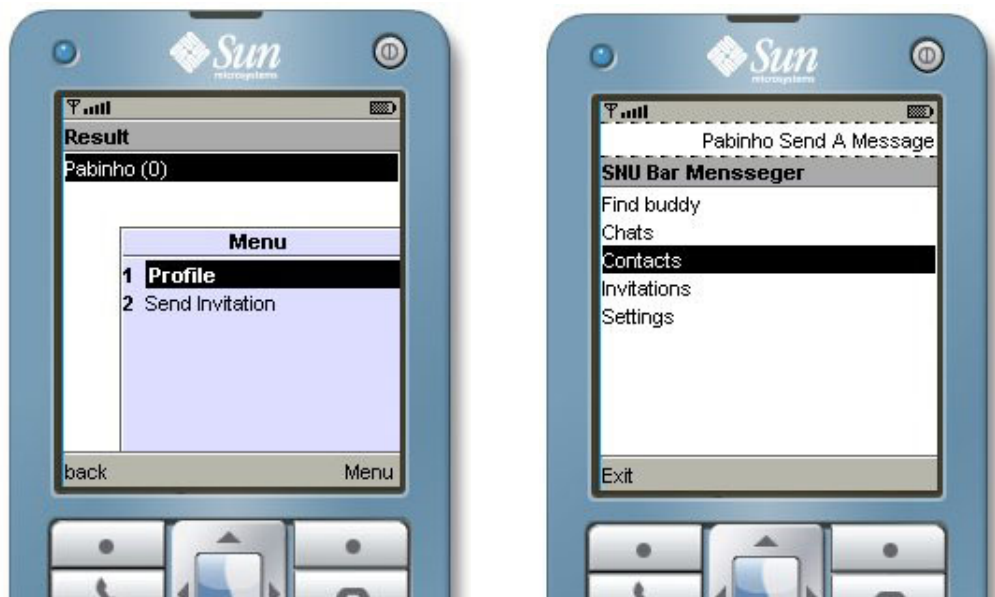 Sun
microsystems
Result
Pabinho (0)
Menu
1 Profile
2 Send Invitation
back Menu
Sun
microsystems
Pabinho Send A Message
SNU Bar Mensseger
Find buddy
Chats
Contacts
Invitations
Settings
Exit